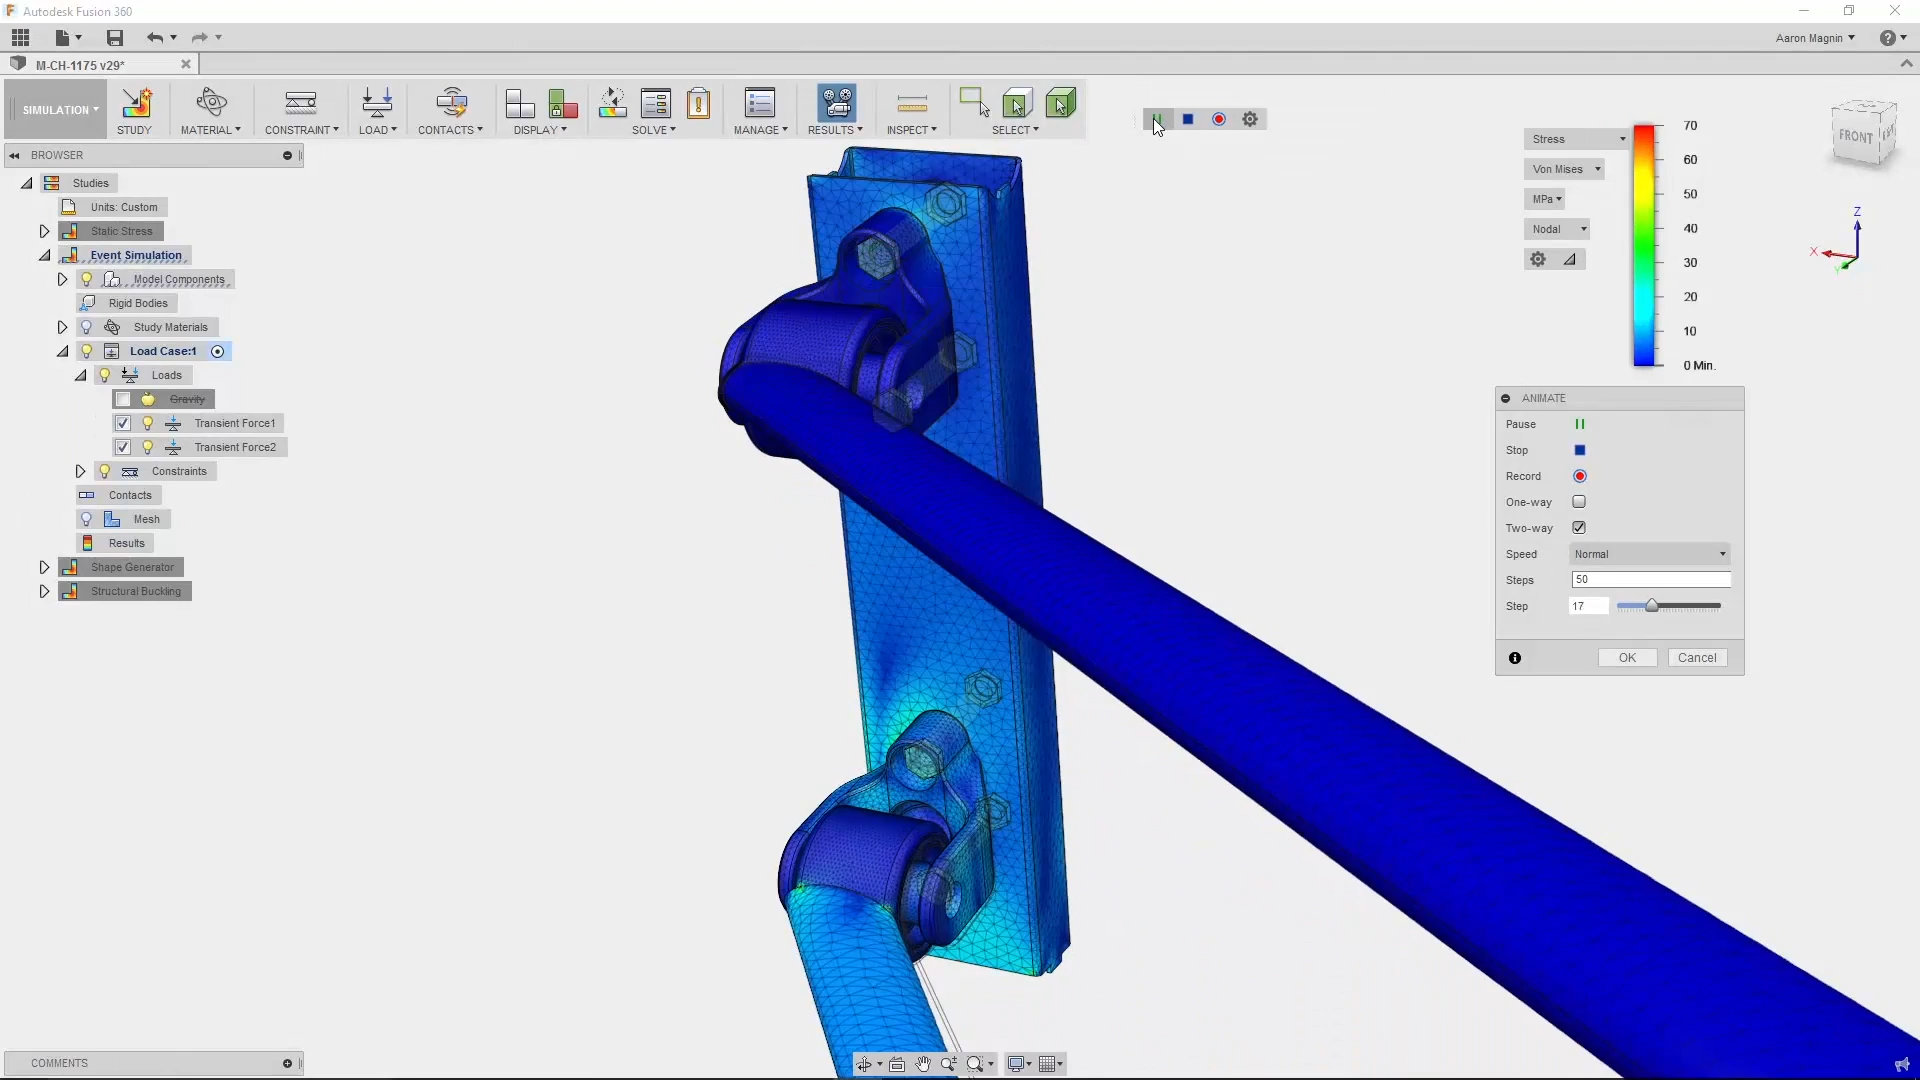 Autodesk Fusion 360
Aaron Magnin
M-CH-1175 v29*
SIMULATION
STUDY
MATERIAL
CONSTRAINT
LOAD
CONTACTS
DISPLAY
SOLVE
MANAGE
RESULTS
INSPECT
SELECT
BROWSER
Studies
Units: Custom
Static Stress
Event Simulation
Model Components
Rigid Bodies
Study Materials
Load Case:1
Loads
Gravity
Transient Force1
Transient Force2
Constraints
Contacts
Mesh
Results
Shape Generator
Structural Buckling
Stress
Von Mises
MPa
Nodal
70
60
50
40
30
20
10
0 Min.
FRONT
Z
X
ANIMATE
Pause
Stop
Record
One-way
Two-way
Speed Normal
Steps 50
Step 17
OK Cancel
COMMENTS